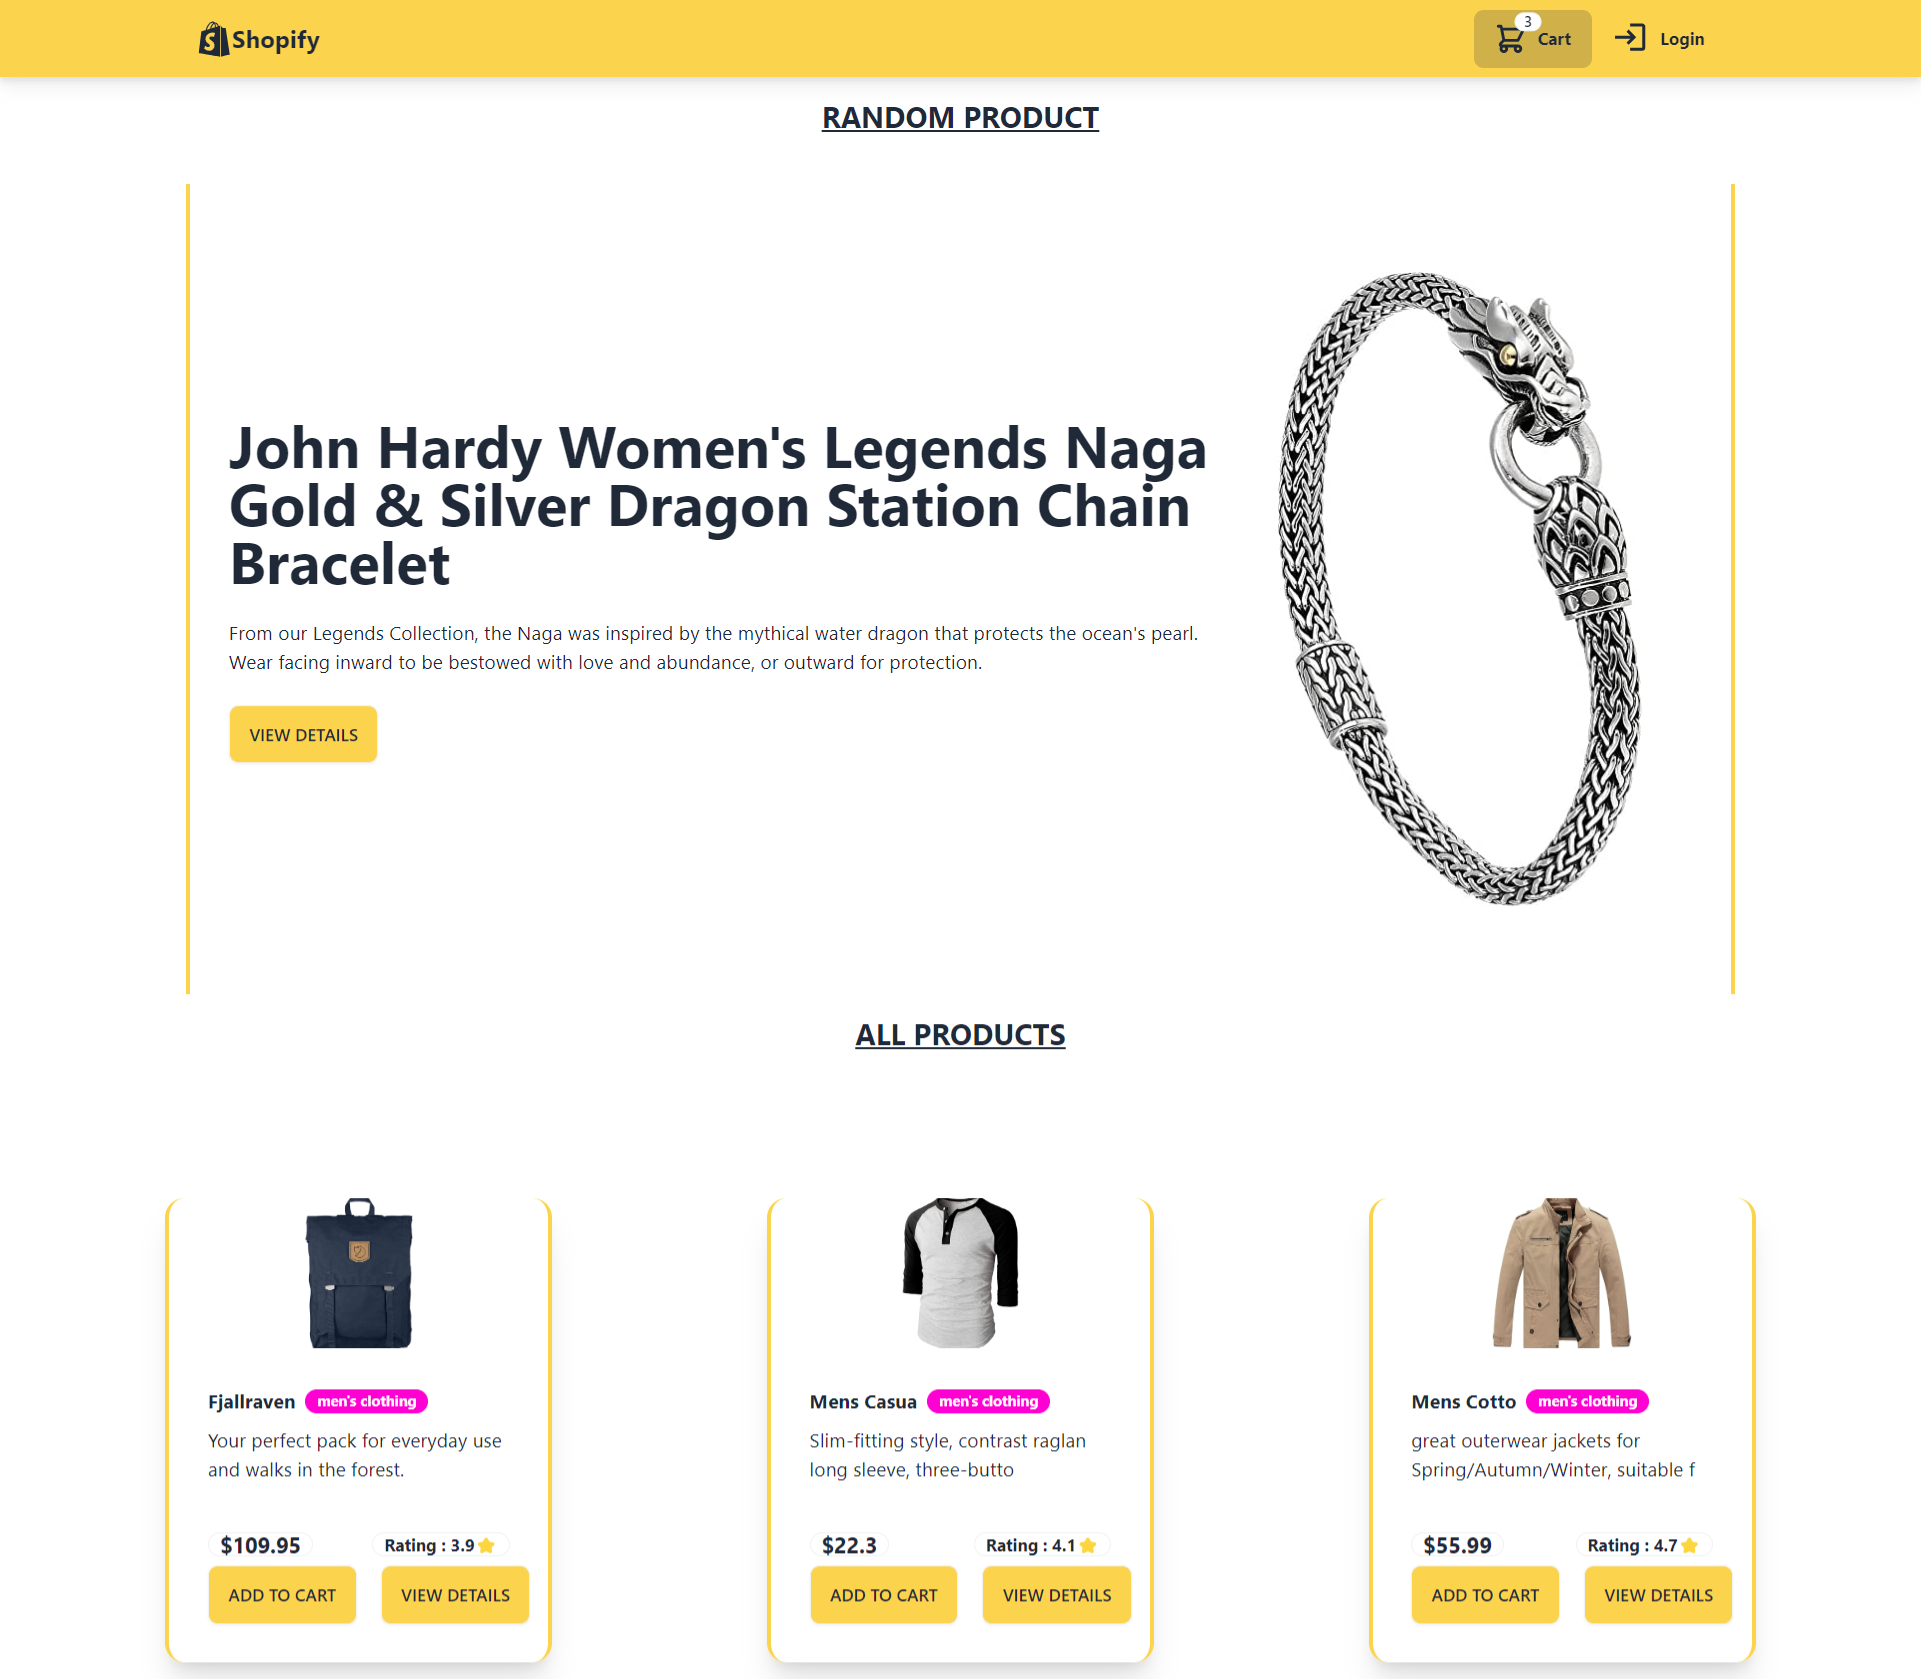 Shopify
3
Cart
Login
RANDOM PRODUCT
John Hardy Women's Legends Naga
Gold & Silver Dragon Station Chain
Bracelet
From our Legends Collection, the Naga was inspired by the mythical water dragon that protects the ocean's pearl.
Wear facing inward to be bestowed with love and abundance, or outward for protection.
VIEW DETAILS
ALL PRODUCTS
Fjallraven men's clothing
Your perfect pack for everyday use
and walks in the forest.
$109.95 Rating : 3.9
ADD TO CART VIEW DETAILS
Mens Casua men's clothing
Slim-fitting style, contrast raglan
long sleeve, three-butto
$22.3 Rating : 4.1
ADD TO CART VIEW DETAILS
Mens Cotto men's clothing
great outerwear jackets for
Spring/Autumn/Winter, suitable f
$55.99 Rating : 4.7
ADD TO CART VIEW DETAILS